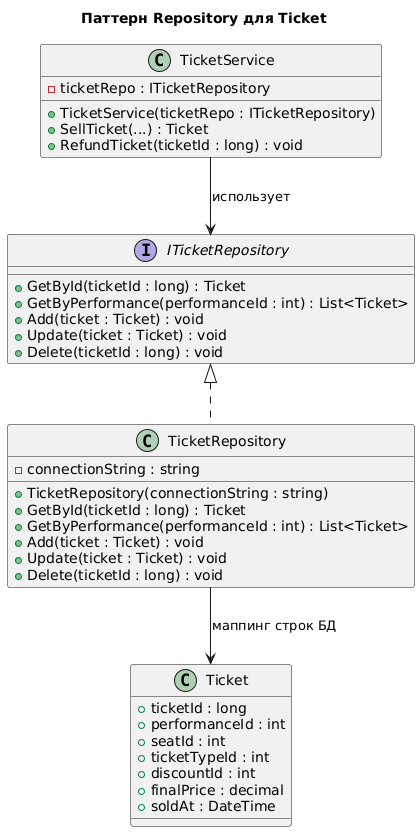 Паттерн Repository для Ticket
C TicketService
ticketRepo : ITicketRepository
TicketService(ticketRepo : ITicketRepository)
SellTicket(...) : Ticket
RefundTicket(ticketId : long) : void
использует
I ITicketRepository
GetById(ticketId : long) : Ticket
GetByPerformance(performanceId : int) : List<Ticket>
Add(ticket : Ticket) : void
Update(ticket : Ticket) : void
Delete(ticketId : long) : void
C TicketRepository
connectionString : string
TicketRepository(connectionString : string)
GetById(ticketId : long) : Ticket
GetByPerformance(performanceId : int) : List<Ticket>
Add(ticket : Ticket) : void
Update(ticket : Ticket) : void
Delete(ticketId : long) : void
маппинг строк БД
C Ticket
ticketId : long
performanceId : int
seatId : int
ticketTypeId : int
discountId : int
finalPrice : decimal
soldAt : DateTime